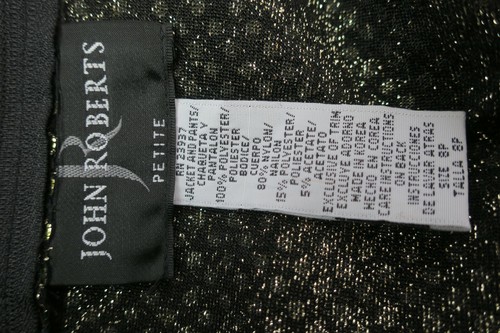 JOHN ROBERTS
R
PETITE
RN 23937
JACKET AND PANTS/
CHAQUETA Y
PANTALON
100% POLYESTER/
POLIESTER
BODICE/
CUERPO
80% NYLON/
NAILON
15% POLYESTER/
POLIESTER
5% ACETATE/
ACETATO
EXCLUSIVE OF TRIM
EXCLUYE ADORNO
MADE IN KOREA
HECHO EN COREA
CARE INSTRUCTIONS
ON BACK
INSTRUCCIONES
DE LAVAR ATRAS
SIZE 8P
TALLA 8P